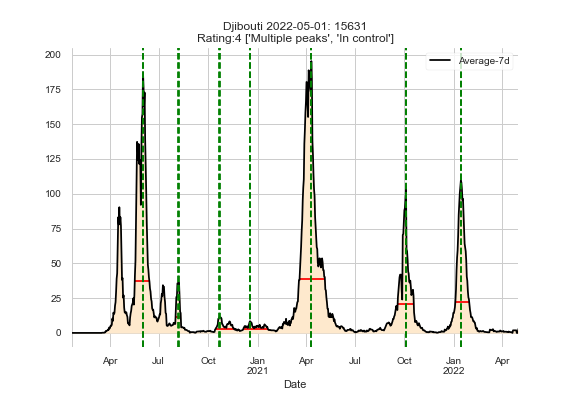 Djibouti 2022-05-01: 15631
Rating:4 ['Multiple peaks', 'In control']
Average-7d
200
175
150
125
100
75
50
25
0
Apr Jul Oct Jan Apr Jul Oct Jan Apr
2021 2022
Date